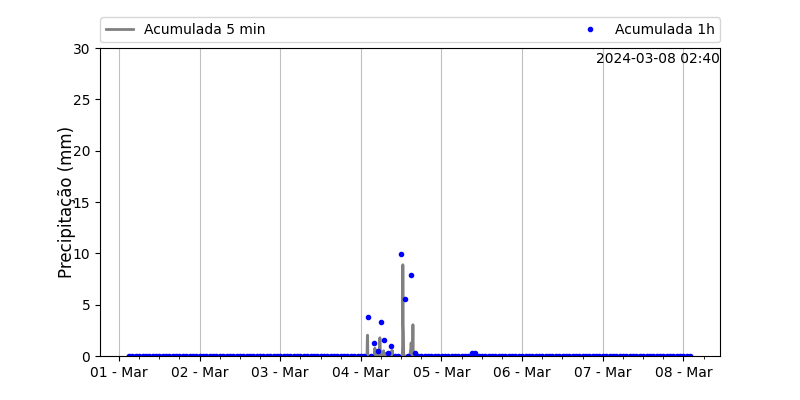 Acumulada 5 min
Acumulada 1h
2024-03-08 02:40
Precipitação (mm)
30
25
20
15
10
5
0
01 - Mar
02 - Mar
03 - Mar
04 - Mar
05 - Mar
06 - Mar
07 - Mar
08 - Mar